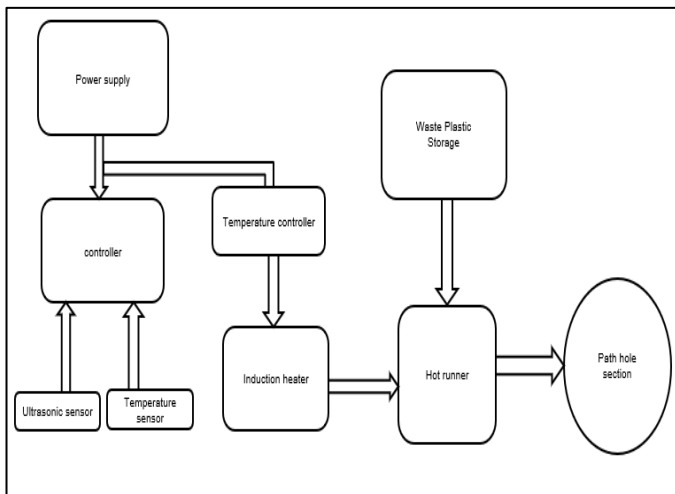 Power supply
Waste Plastic
Storage
Temperature controller
controller
Induction heater
Hot runner
Path hole
section
Ultrasonic sensor
Temperature
sensor